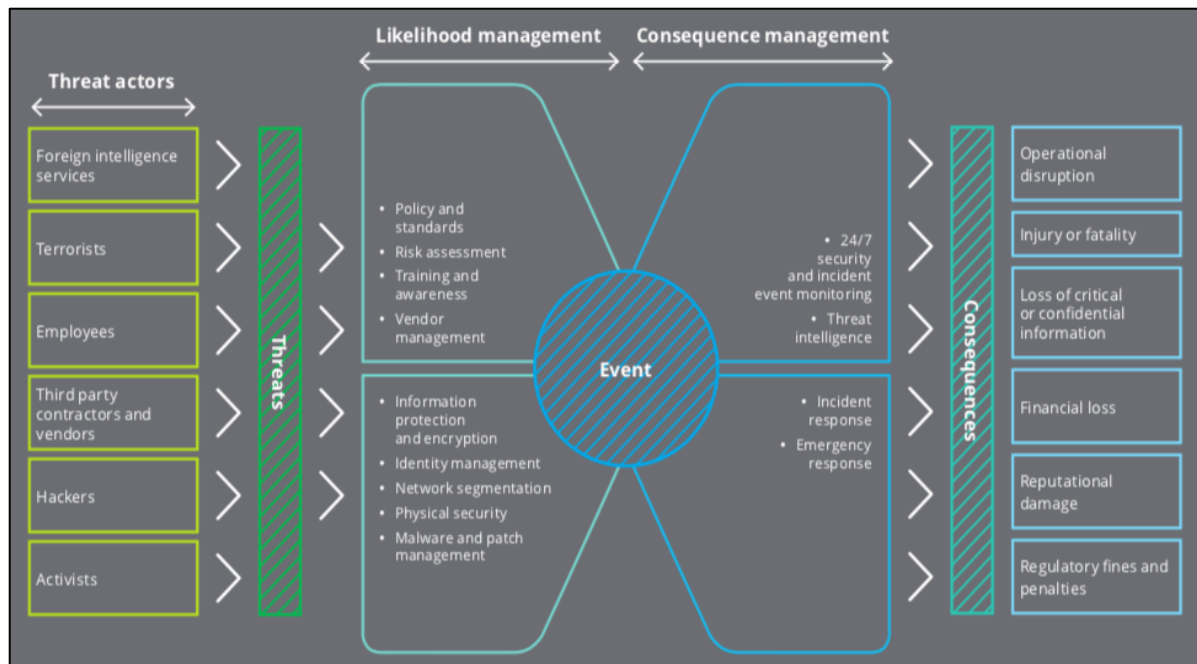 Likelihood management
Consequence management
Threat actors
Foreign intelligence
services
Terrorists
Employees
Third party
contractors and
vendors
Hackers
Activists
Threats
• Policy and
standards
• Risk assessment
• Training and
awareness
• Vendor
management
• Information
protection
and encryption
• Identity management
• Network segmentation
• Physical security
• Malware and patch
management
Event
• 24/7
security
and incident
event monitoring
• Threat
intelligence
• Incident
response
• Emergency
response
Consequences
Operational
disruption
Injury or fatality
Loss of critical
or confidential
information
Financial loss
Reputational
damage
Regulatory fines and
penalties